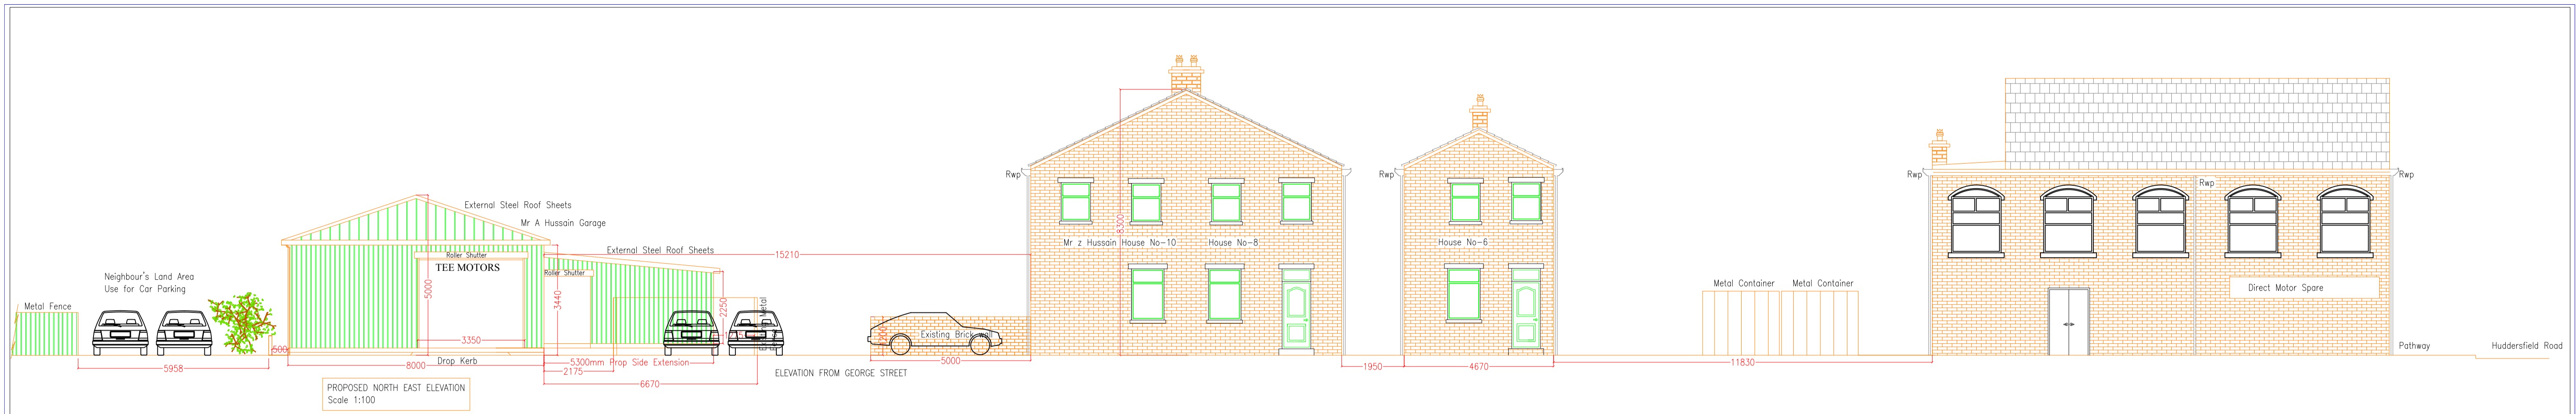 Metal Fence
Neighbour's Land Area
Use for Car Parking
5958
500
External Steel Roof Sheets
Mr A Hussain Garage
Roller Shutter
TEE MOTORS
5000
3350
Drop Kerb
8000
PROPOSED NORTH EAST ELEVATION
Scale 1:100
External Steel Roof Sheets
Roller Shutter
3440
2250
15210
5300mm Prop Side Extension
2175
6670
ELEVATION FROM GEORGE STREET
Existing Brick wall
5000
Rwp
8300
Mr z Hussain House No-10
House No-8
1950
Rwp
House No-6
4670
11830
Metal Container
Metal Container
Rwp
Rwp
Rwp
Direct Motor Spare
Pathway
Huddersfield Road